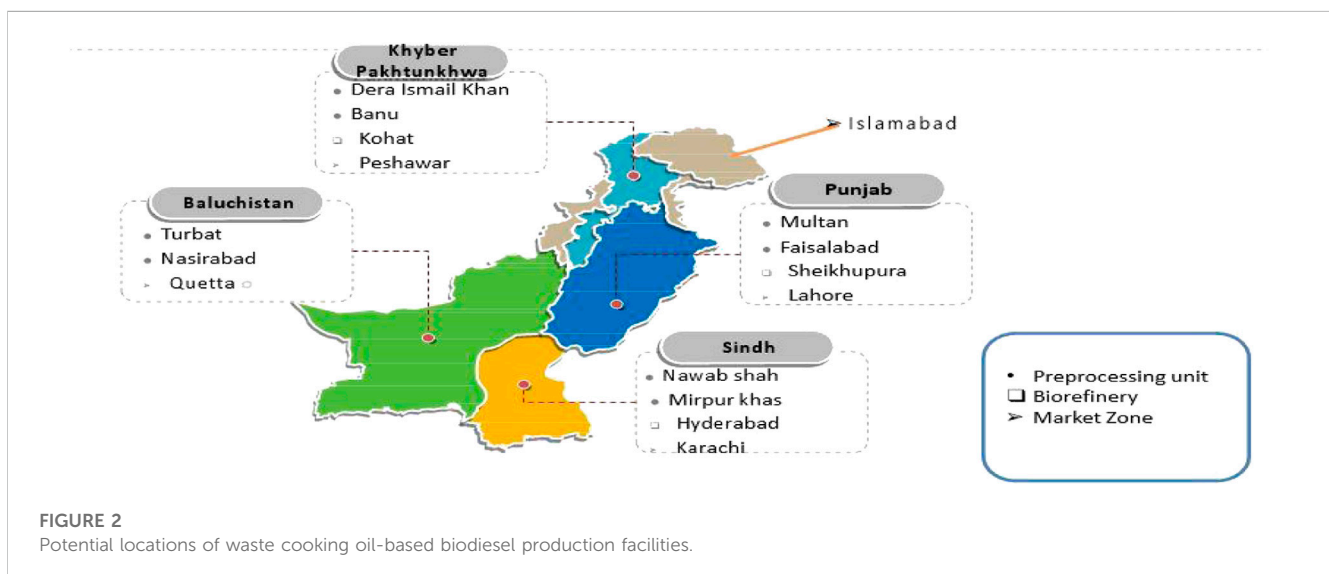 Khyber
Pakhtunkhwa
• Dera Ismail Khan
• Banu
❑ Kohat
➢ Peshawar
➢ Islamabad
Baluchistan
• Turbat
• Nasirabad
➢ Quetta ▢
Punjab
• Multan
• Faisalabad
❑ Sheikhupura
➢ Lahore
Sindh
• Nawab shah
• Mirpur khas
❑ Hyderabad
➢ Karachi
• Preprocessing unit
❑ Biorefinery
➢ Market Zone
FIGURE 2
Potential locations of waste cooking oil-based biodiesel production facilities.